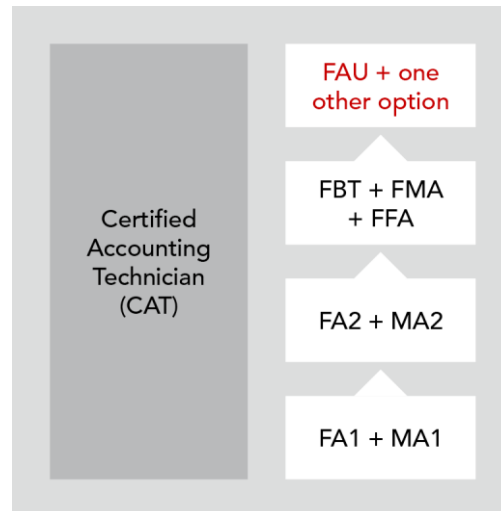 Certified
Accounting
Technician
(CAT)
FAU + one
other option
FBT + FMA
+ FFA
FA2 + MA2
FA1 + MA1